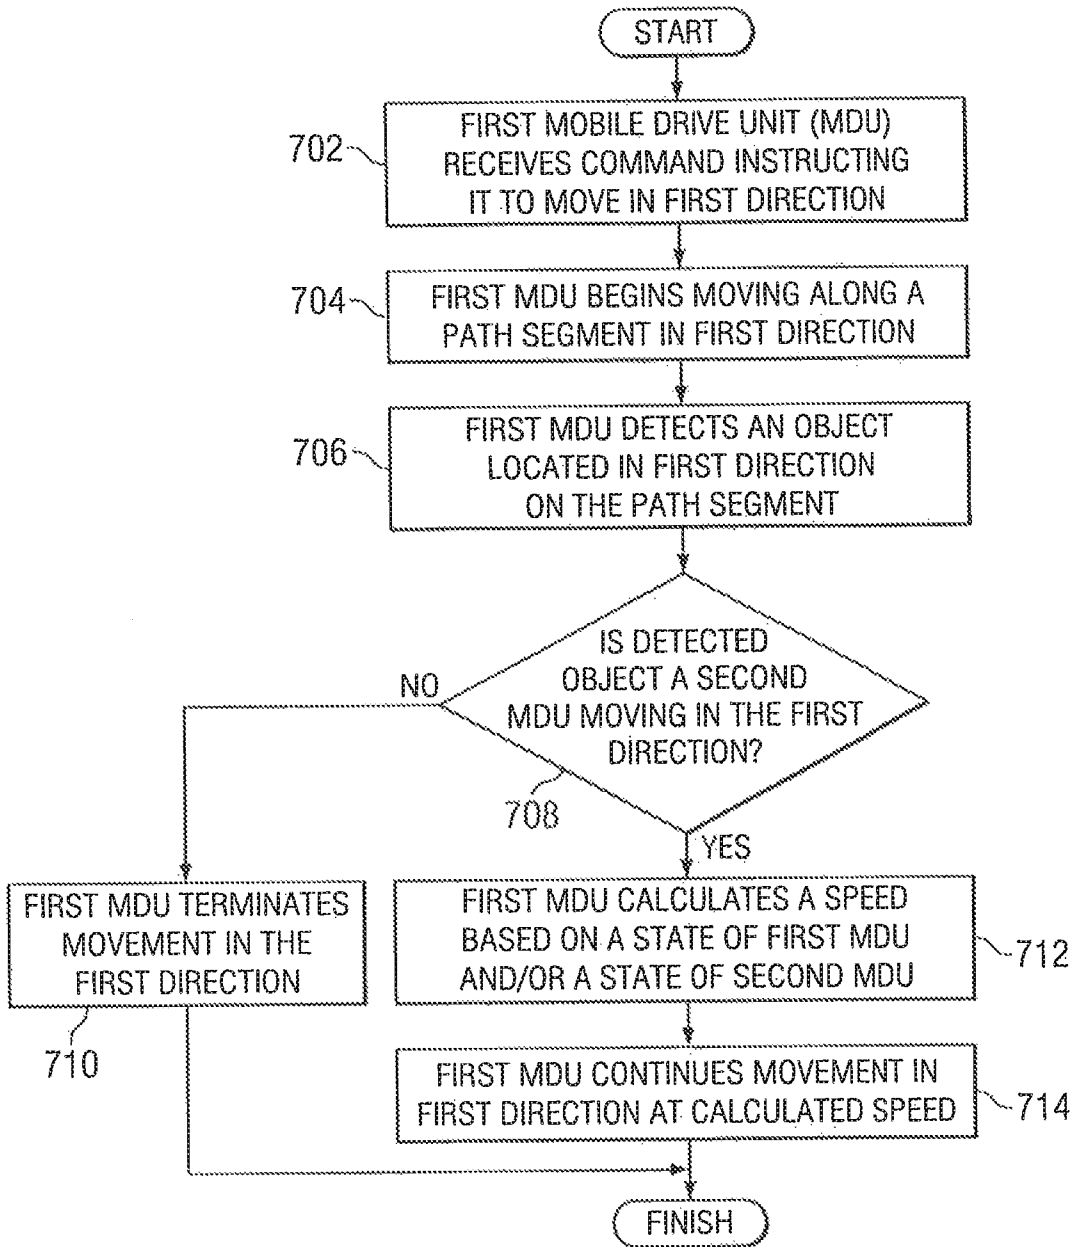 START
702
FIRST MOBILE DRIVE UNIT (MDU)
RECEIVES COMMAND INSTRUCTING
IT TO MOVE IN FIRST DIRECTION
704
FIRST MDU BEGINS MOVING ALONG A
PATH SEGMENT IN FIRST DIRECTION
706
FIRST MDU DETECTS AN OBJECT
LOCATED IN FIRST DIRECTION
ON THE PATH SEGMENT
IS DETECTED
OBJECT A SECOND
MDU MOVING IN THE FIRST
DIRECTION?
NO
708
YES
FIRST MDU TERMINATES
MOVEMENT IN THE
FIRST DIRECTION
710
FIRST MDU CALCULATES A SPEED
BASED ON A STATE OF FIRST MDU
AND/OR A STATE OF SECOND MDU
712
FIRST MDU CONTINUES MOVEMENT IN
FIRST DIRECTION AT CALCULATED SPEED
714
FINISH